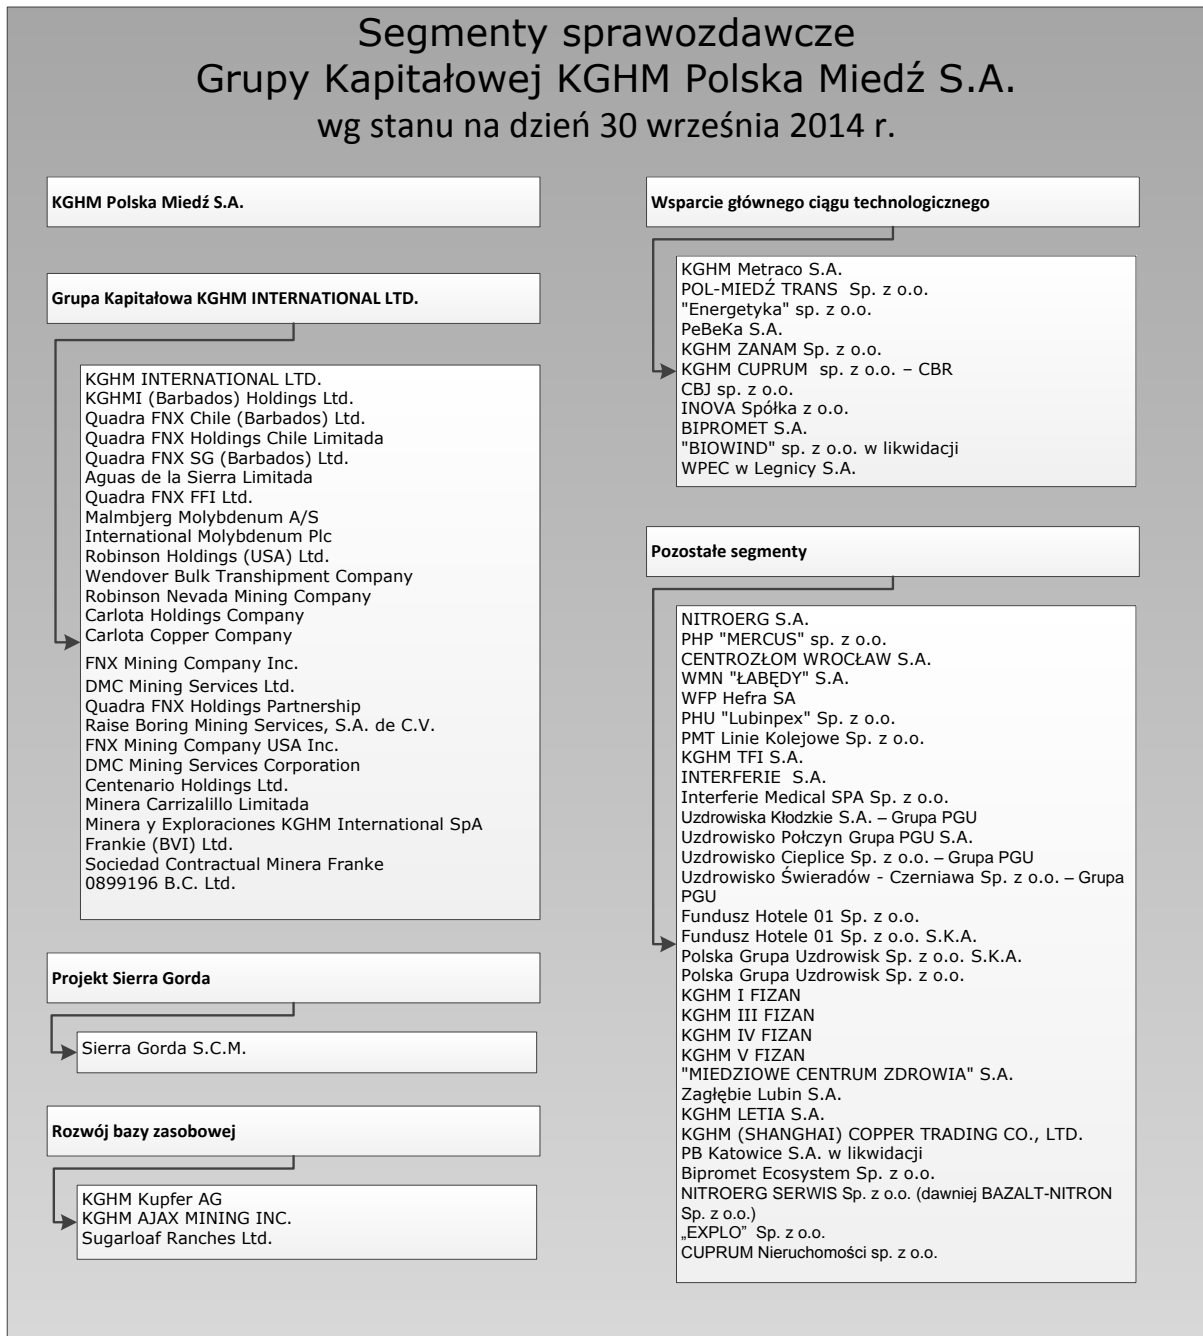 Segmenty sprawozdawcze
Grupy Kapitałowej KGHM Polska Miedź S.A.
wg stanu na dzień 30 września 2014 r.
KGHM Polska Miedź S.A.
Grupa Kapitałowa KGHM INTERNATIONAL LTD.
KGHM INTERNATIONAL LTD.
KGHMI (Barbados) Holdings Ltd.
Quadra FNX Chile (Barbados) Ltd.
Quadra FNX Holdings Chile Limitada
Quadra FNX SG (Barbados) Ltd.
Aguas de la Sierra Limitada
Quadra FNX FFI Ltd.
Malmbjerg Molybdenum A/S
International Molybdenum Plc
Robinson Holdings (USA) Ltd.
Wendover Bulk Transhipment Company
Robinson Nevada Mining Company
Carlota Holdings Company
Carlota Copper Company
FNX Mining Company Inc.
DMC Mining Services Ltd.
Quadra FNX Holdings Partnership
Raise Boring Mining Services, S.A. de C.V.
FNX Mining Company USA Inc.
DMC Mining Services Corporation
Centenario Holdings Ltd.
Minera Carrizalillo Limitada
Minera y Exploraciones KGHM International SpA
Frankie (BVI) Ltd.
Sociedad Contractual Minera Franke
0899196 B.C. Ltd.
Projekt Sierra Gorda
Sierra Gorda S.C.M.
Rozwój bazy zasobowej
KGHM Kupfer AG
KGHM AJAX MINING INC.
Sugarloaf Ranches Ltd.
Wsparcie głównego ciągu technologicznego
KGHM Metraco S.A.
POL-MIEDŹ TRANS Sp. z o.o.
"Energetyka" sp. z o.o.
PeBeKa S.A.
KGHM ZANAM Sp. z o.o.
KGHM CUPRUM sp. z o.o. – CBR
CBJ sp. z o.o.
INOVA Spółka z o.o.
BIPROMET S.A.
"BIOWIND" sp. z o.o. w likwidacji
WPEC w Legnicy S.A.
Pozostałe segmenty
NITROERG S.A.
PHP "MERCUS" sp. z o.o.
CENTROZŁOM WROCŁAW S.A.
WMN "ŁABĘDY" S.A.
WFP Hefra SA
PHU "Lubinpex" Sp. z o.o.
PMT Linie Kolejowe Sp. z o.o.
KGHM TFI S.A.
INTERFERIE S.A.
Interferie Medical SPA Sp. z o.o.
Uzdrowiska Kłodzkie S.A. – Grupa PGU
Uzdrowisko Połczyn Grupa PGU S.A.
Uzdrowisko Cieplice Sp. z o.o. – Grupa PGU
Uzdrowisko Świeradów - Czerniawa Sp. z o.o. – Grupa
PGU
Fundusz Hotele 01 Sp. z o.o.
Fundusz Hotele 01 Sp. z o.o. S.K.A.
Polska Grupa Uzdrowisk Sp. z o.o. S.K.A.
Polska Grupa Uzdrowisk Sp. z o.o.
KGHM I FIZAN
KGHM III FIZAN
KGHM IV FIZAN
KGHM V FIZAN
"MIEDZIOWE CENTRUM ZDROWIA" S.A.
Zagłębie Lubin S.A.
KGHM LETIA S.A.
KGHM (SHANGHAI) COPPER TRADING CO., LTD.
PB Katowice S.A. w likwidacji
Bipromet Ecosystem Sp. z o.o.
NITROERG SERWIS Sp. z o.o. (dawniej BAZALT-NITRON
Sp. z o.o.)
„EXPLO” Sp. z o.o.
CUPRUM Nieruchomości sp. z o.o.